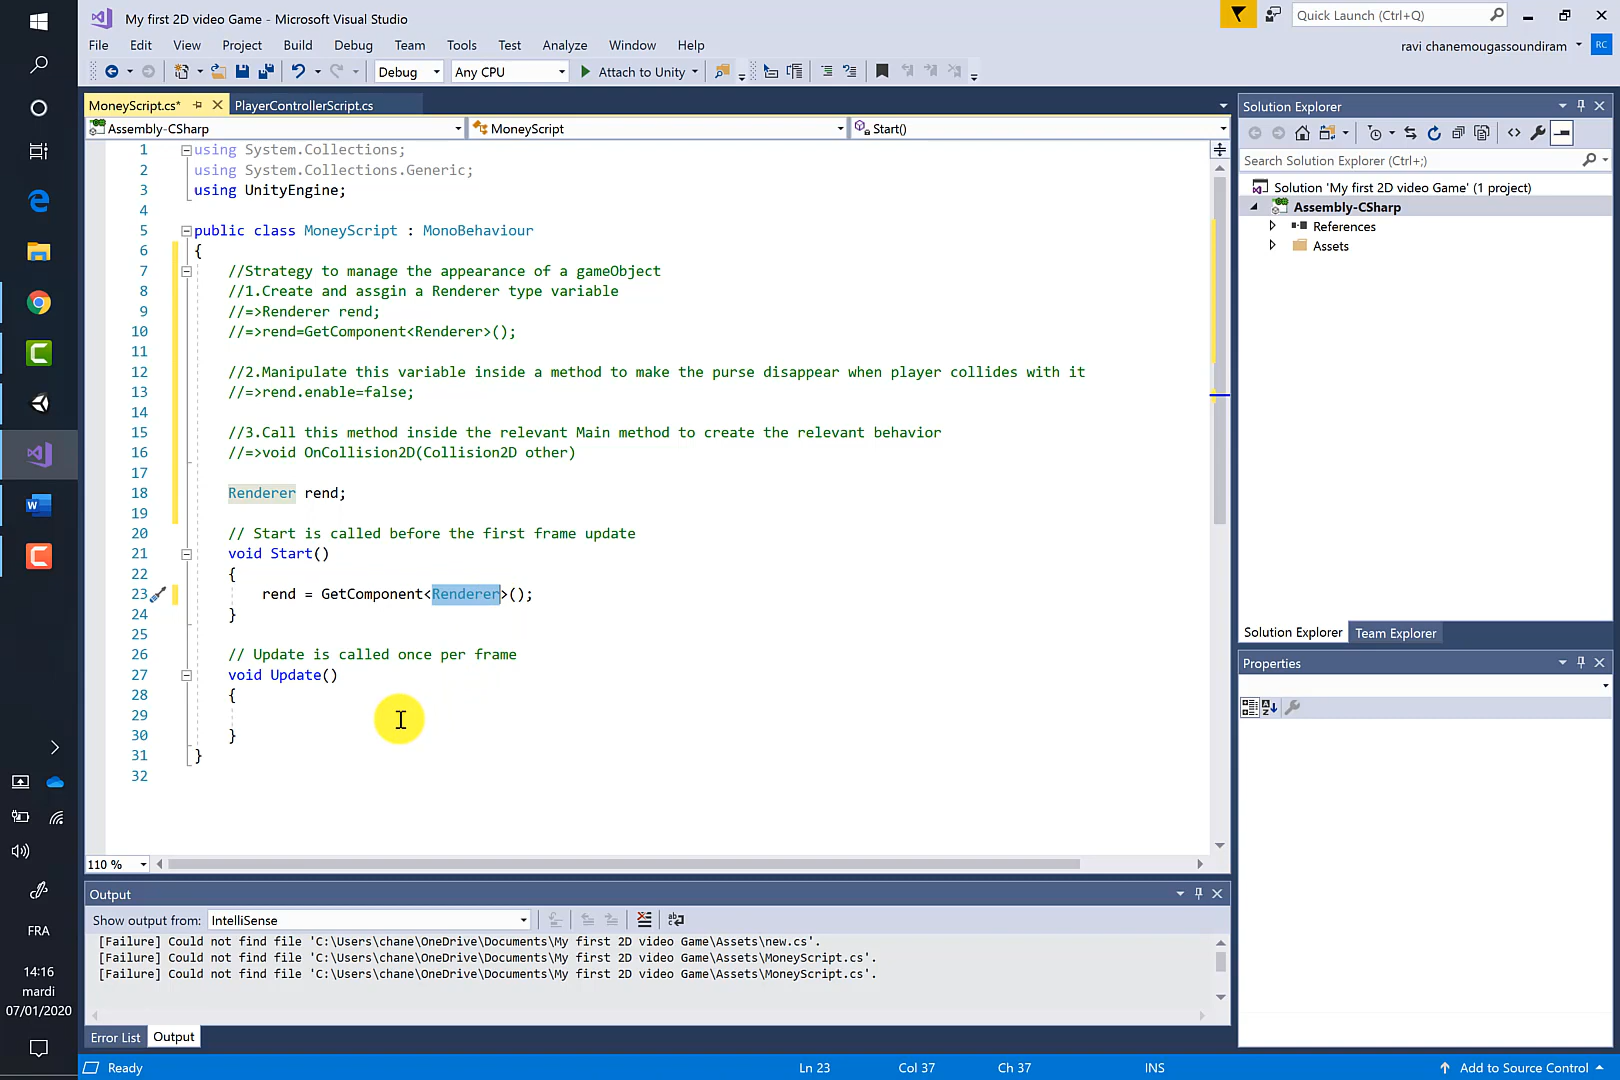 My first 2D video Game - Microsoft Visual Studio
Quick Launch (Ctrl+Q)
File Edit View Project Build Debug Team Tools Test Analyze Window Help
ravi chanemougassoundiram
RC
Debug
Any CPU
Attach to Unity
MoneyScript.cs*
PlayerControllerScript.cs
Assembly-CSharp
MoneyScript
Start()
1 using System.Collections;
2 using System.Collections.Generic;
3 using UnityEngine;
4
5 public class MoneyScript : MonoBehaviour
6 {
7 //Strategy to manage the appearance of a gameObject
8 //1.Create and assgin a Renderer type variable
9 //=>Renderer rend;
10 //=>rend=GetComponent<Renderer>();
11
12 //2.Manipulate this variable inside a method to make the purse disappear when player collides with it
13 //=>rend.enable=false;
14
15 //3.Call this method inside the relevant Main method to create the relevant behavior
16 //=>void OnCollision2D(Collision2D other)
17
18 Renderer rend;
19
20 // Start is called before the first frame update
21 void Start()
22 {
23 rend = GetComponent<Renderer>();
24 }
25
26 // Update is called once per frame
27 void Update()
28 {
29
30 }
31 }
32
110 %
Output
Show output from: IntelliSense
[Failure] Could not find file 'C:\Users\chane\OneDrive\Documents\My first 2D video Game\Assets\new.cs'.
[Failure] Could not find file 'C:\Users\chane\OneDrive\Documents\My first 2D video Game\Assets\MoneyScript.cs'.
[Failure] Could not find file 'C:\Users\chane\OneDrive\Documents\My first 2D video Game\Assets\MoneyScript.cs'.
Error List
Output
Ready
Ln 23
Col 37
Ch 37
INS
Add to Source Control
Solution Explorer
Search Solution Explorer (Ctrl+;)
Solution 'My first 2D video Game' (1 project)
Assembly-CSharp
References
Assets
Solution Explorer
Team Explorer
Properties
FRA
14:16
mardi
07/01/2020